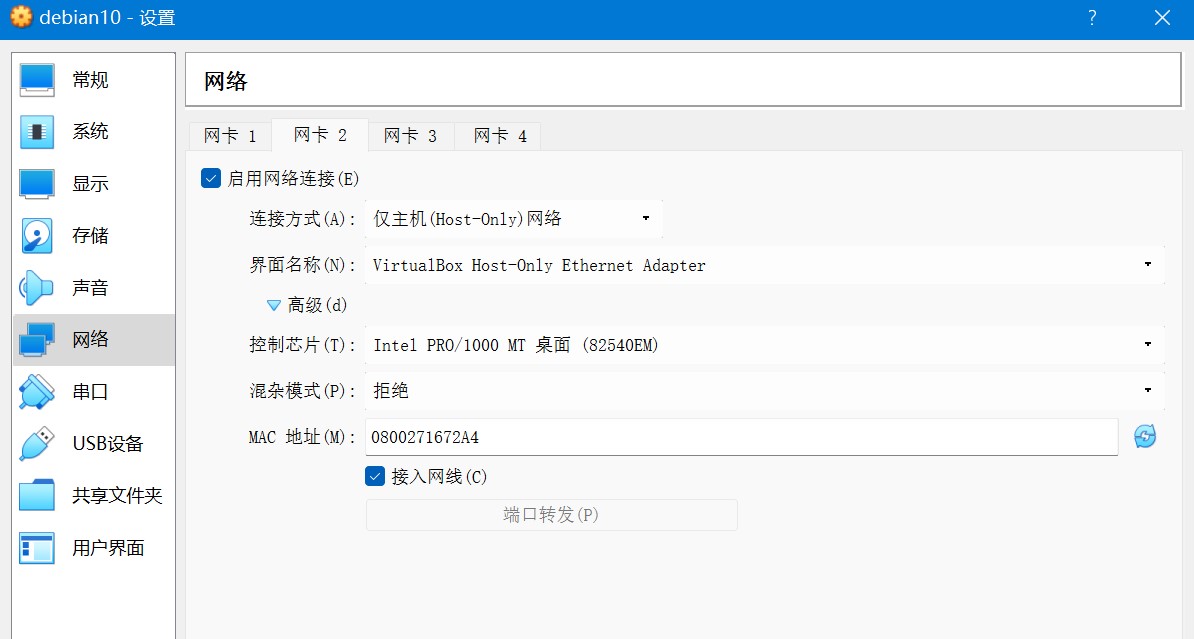 debian10 - 设置
?
常规
系统
显示
存储
声音
网络
串口
USB设备
共享文件夹
用户界面
网络
网卡 1 网卡 2 网卡 3 网卡 4
启用网络连接(E)
连接方式(A): 仅主机(Host-Only)网络
界面名称(N): VirtualBox Host-Only Ethernet Adapter
高级(d)
控制芯片(T): Intel PRO/1000 MT 桌面 (82540EM)
混杂模式(P): 拒绝
MAC 地址(M): 0800271672A4
接入网线(C)
端口转发(P)